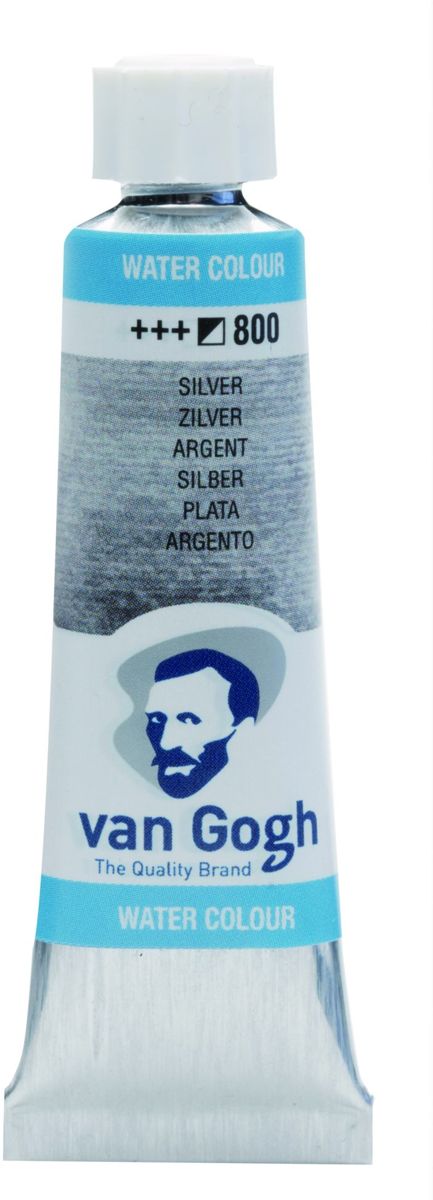 WATER COLOUR
+++ 800
SILVER
ZILVER
ARGENT
SILBER
PLATA
ARGENTO
van Gogh
The Quality Brand
WATER COLOUR